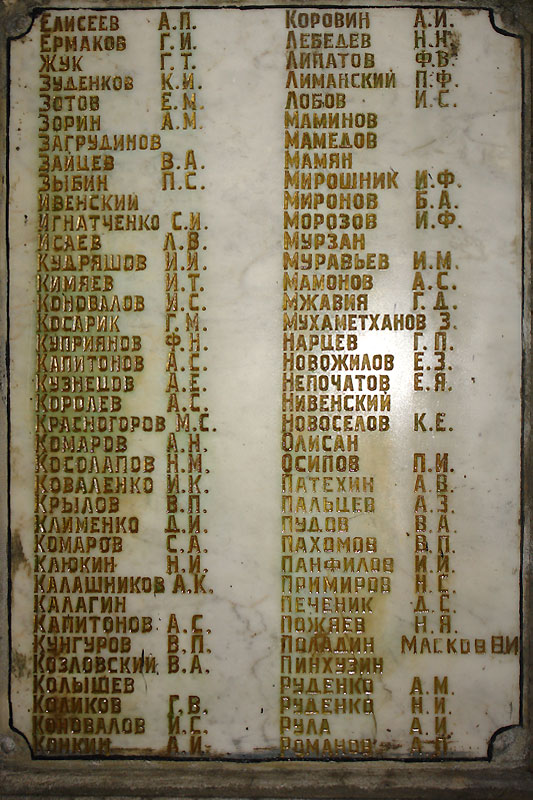 Елисеев А.П.
Ермаков Г.И.
Жук Г.Т.
Зуденков К.И.
Зотов Е.М.
Зорин А.М.
Загрудинов
Зайцев В.А.
Зыбин П.С.
Ивенский
Игнатченко С.И.
Исаев Л.В.
Кудряшов И.И.
Кимяев И.Т.
Коновалов И.С.
Косарик Г.М.
Куприянов Ф.Н.
Капитонов А.С.
Кузнецов А.Е.
Королев А.С.
Красногоров М.С.
Комаров А.Н.
Косолапов Н.М.
Коваленко И.К.
Крылов В.П.
Клименко Д.И.
Комаров С.А.
Клюкин Н.И.
Калашников А.К.
Калагин
Капитонов А.С.
Кунгуров В.П.
Козловский В.А.
Колышев
Коликов Г.В.
Коновалов И.С.
Конкин А.И.
Коровин А.И.
Лебедев Н.Н.
Липатов Ф.В.
Лиманский П.Ф.
Лобов И.С.
Маминов
Мамедов
Мамян
Мирошник И.Ф.
Миронов Б.А.
Морозов И.Ф.
Мурзан
Муравьев И.М.
Мамонов А.С.
Мжавия Г.Д.
Мухаметханов З.
Нарцев Г.П.
Новожилов Е.З.
Непочатов Е.Я.
Нивенский
Новоселов К.Е.
Олисан
Осипов П.И.
Патехин А.В.
Пальцев А.З.
Пудов В.А
Пахомов В.П.
Панфилов И.И.
Примиров Н.С.
Печеник Д.С.
Пожяев Н.Я.
Поладин Масков В И
Пинхузин
Руденко А.М.
Руденко Н.И.
Рула А.И
Романов А.П.